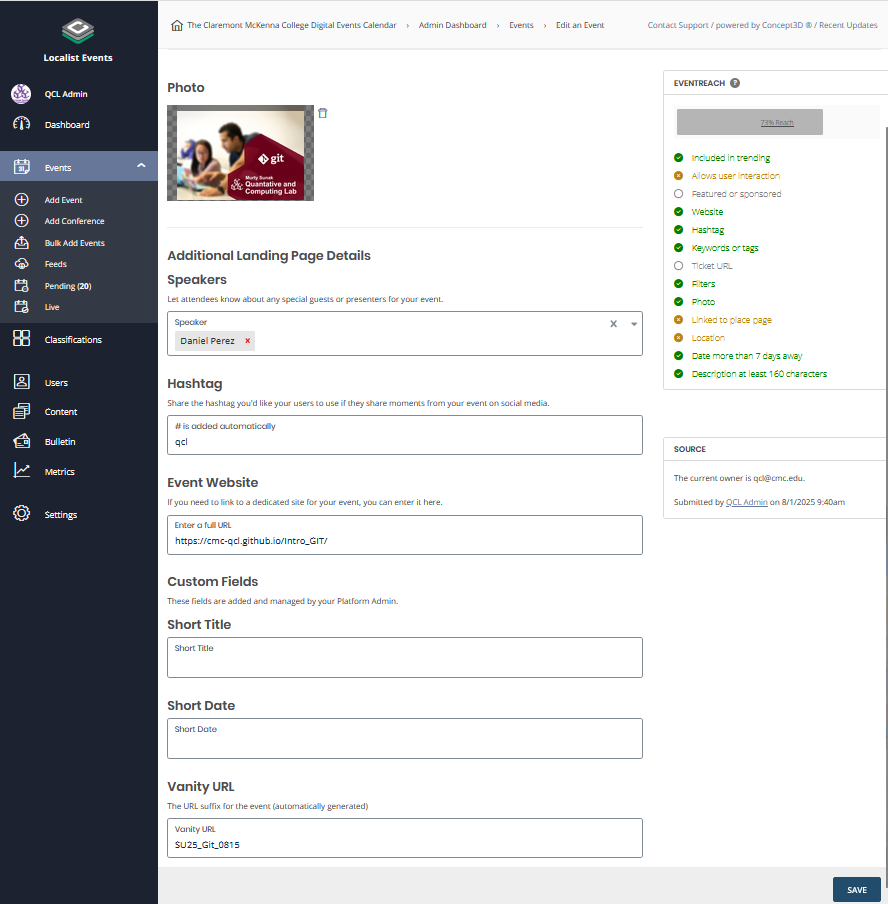 The Claremont McKenna College Digital Events Calendar › Admin Dashboard › Events › Edit an Event
Contact Support / powered by Concept3D ® / Recent Updates
Localist Events
QCL Admin
Dashboard
Events
Add Event
Add Conference
Bulk Add Events
Feeds
Pending (20)
Live
Classifications
Users
Content
Bulletin
Metrics
Settings
Photo
git
Murty Sunak
Quantative and
Computing Lab
Additional Landing Page Details
Speakers
Let attendees know about any special guests or presenters for your event.
Speaker
Daniel Perez ×
Hashtag
Share the hashtag you'd like your users to use if they share moments from your event on social media.
# is added automatically
qcl
Event Website
If you need to link to a dedicated site for your event, you can enter it here.
Enter a full URL
https://cmc-qcl.github.io/Intro_GIT/
Custom Fields
These fields are added and managed by your Platform Admin.
Short Title
Short Title
Short Date
Short Date
Vanity URL
The URL suffix for the event (automatically generated)
Vanity URL
SU25_Git_0815
EVENTREACH ?
73% Reach
Included in trending
Allows user interaction
Featured or sponsored
Website
Hashtag
Keywords or tags
Ticket URL
Filters
Photo
Linked to place page
Location
Date more than 7 days away
Description at least 160 characters
SOURCE
The current owner is qcl@cmc.edu.
Submitted by QCL Admin on 8/1/2025 9:40am
SAVE